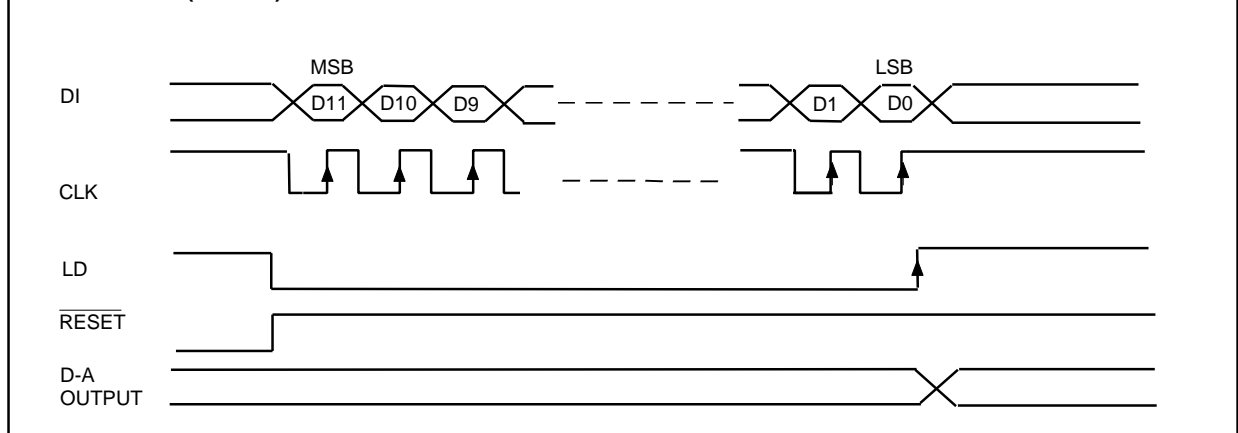 MSB
LSB
DI
D11
D10
D9
D1
D0
CLK
LD
RESET
D-A
OUTPUT